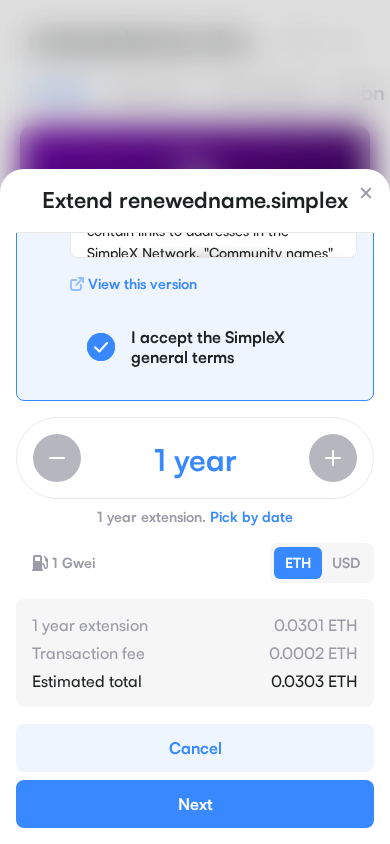 Extend renewedname.simplex
contain links to addresses in the
SimpleX Network. "Community names"
View this version
I accept the SimpleX
general terms
1 year
1 year extension. Pick by date
1 Gwei
ETH USD
1 year extension 0.0301 ETH
Transaction fee 0.0002 ETH
Estimated total 0.0303 ETH
Cancel
Next